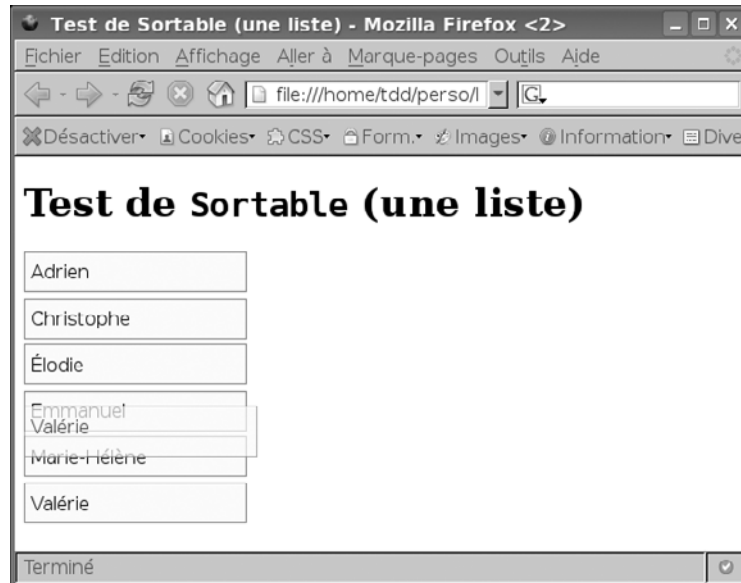 Test de Sortable (une liste) - Mozilla Firefox <2>
Fichier Edition Affichage Aller à Marque-pages Outils Aide
file:///home/tdd/perso/l G
Désactiver Cookies CSS Form. Images Information Dive
Test de Sortable (une liste)
Adrien
Christophe
Élodie
Emmanuel
Valérie
Marie-Hélène
Valérie
Terminé